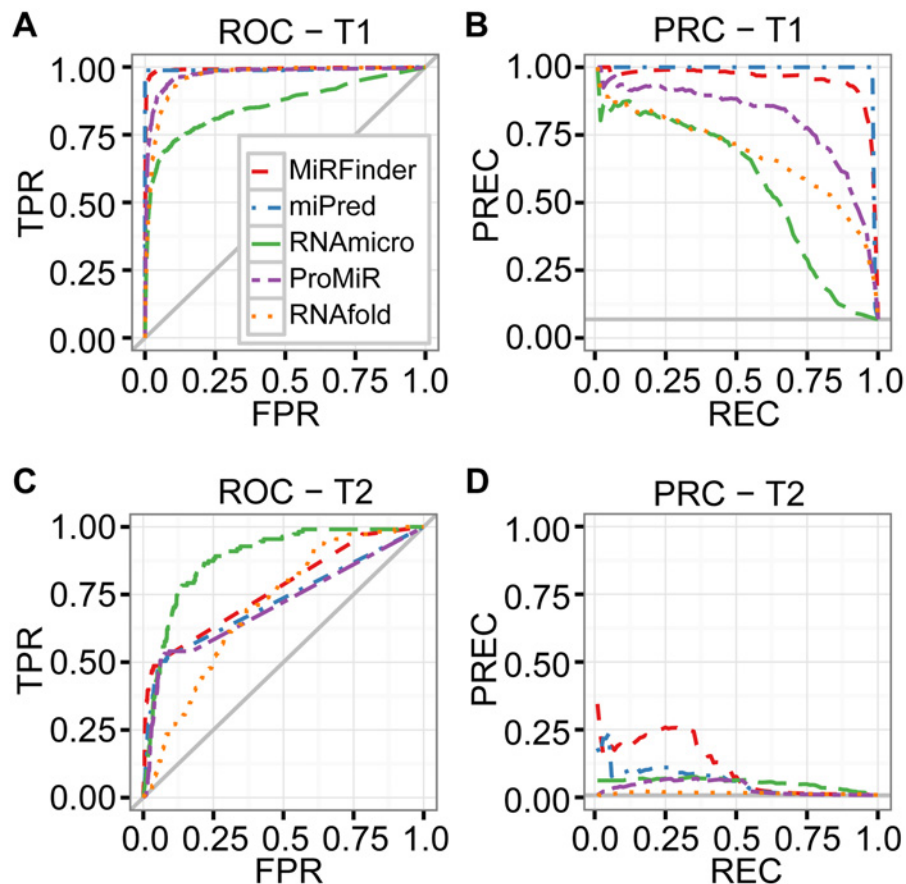 A
ROC − T1
TPR
1.00
0.75
0.50
0.25
0.00
MiRFinder
miPred
RNAmicro
ProMiR
RNAfold
0.0 0.25 0.5 0.75 1.0
FPR
B
PRC − T1
PREC
1.00
0.75
0.50
0.25
0.00
0.0 0.25 0.50 0.75 1.0
REC
C
ROC − T2
TPR
1.00
0.75
0.50
0.25
0.00
0.00 0.25 0.50 0.75 1.0
FPR
D
PRC − T2
PREC
1.00
0.75
0.50
0.25
0.00
0.00 0.25 0.50 0.75 1.0
REC